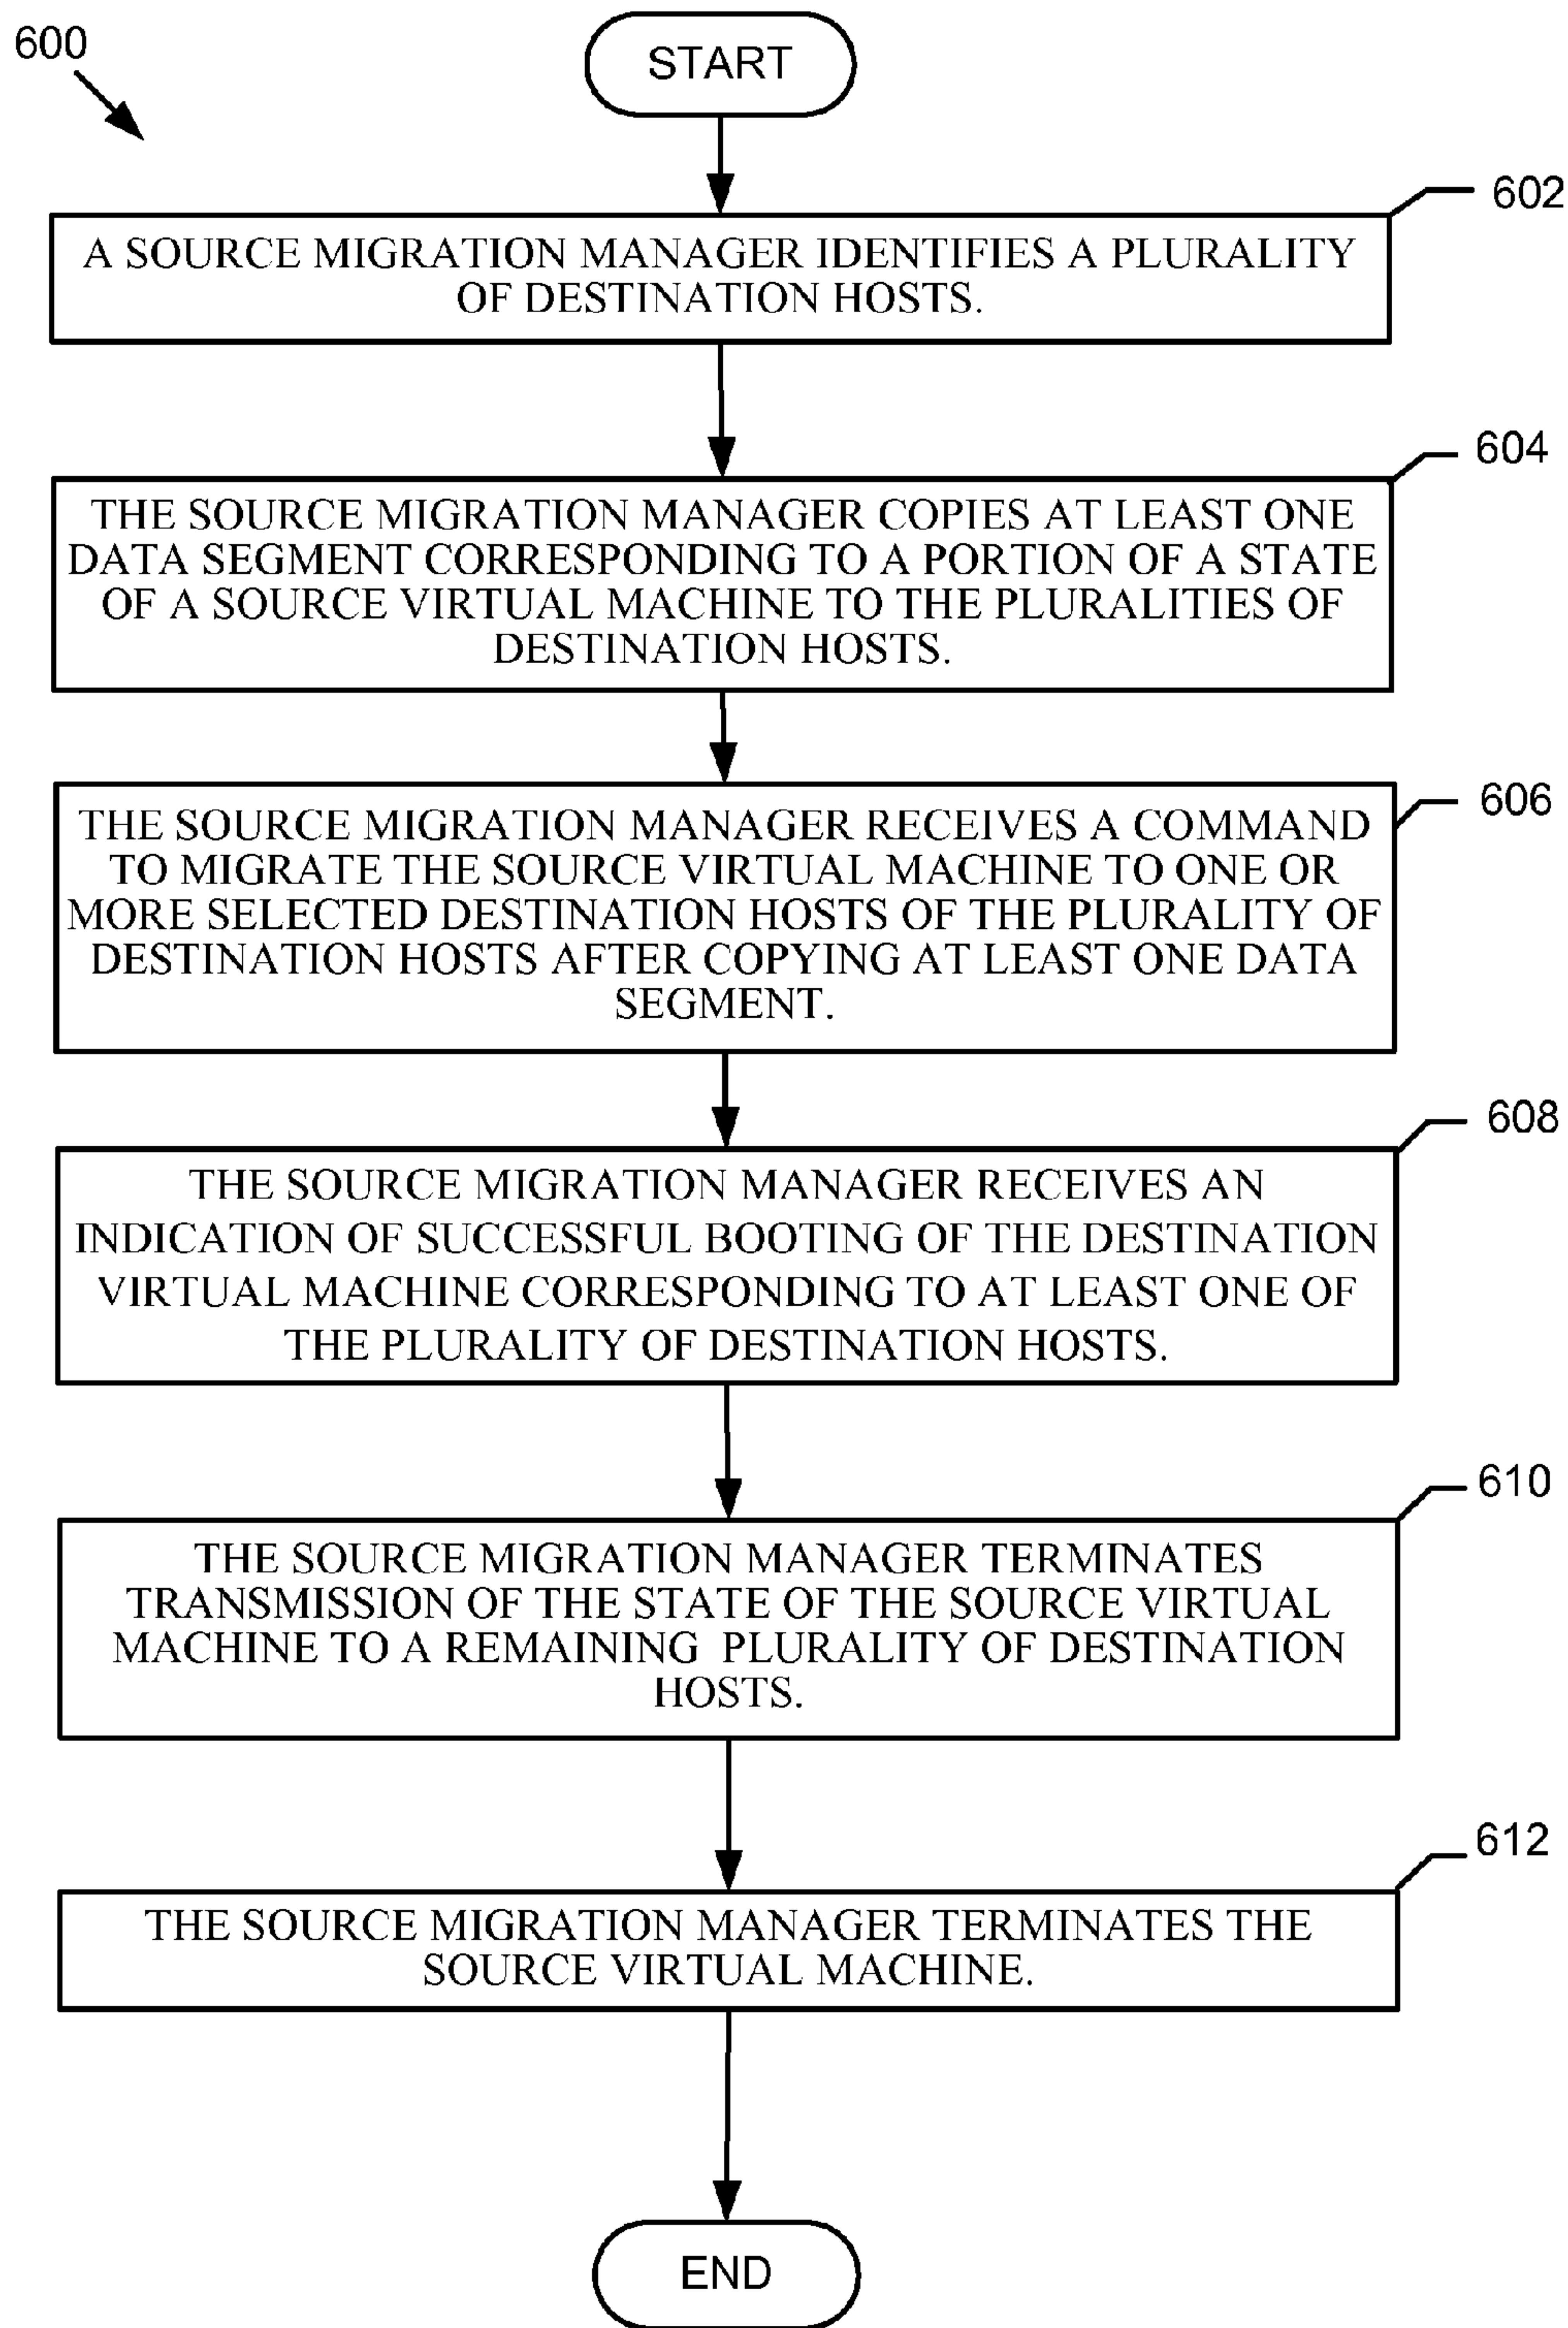 600
START
602
A SOURCE MIGRATION MANAGER IDENTIFIES A PLURALITY
OF DESTINATION HOSTS.
604
THE SOURCE MIGRATION MANAGER COPIES AT LEAST ONE
DATA SEGMENT CORRESPONDING TO A PORTION OF A STATE
OF A SOURCE VIRTUAL MACHINE TO THE PLURALITIES OF
DESTINATION HOSTS.
606
THE SOURCE MIGRATION MANAGER RECEIVES A COMMAND
TO MIGRATE THE SOURCE VIRTUAL MACHINE TO ONE OR
MORE SELECTED DESTINATION HOSTS OF THE PLURALITY OF
DESTINATION HOSTS AFTER COPYING AT LEAST ONE DATA
SEGMENT.
608
THE SOURCE MIGRATION MANAGER RECEIVES AN
INDICATION OF SUCCESSFUL BOOTING OF THE DESTINATION
VIRTUAL MACHINE CORRESPONDING TO AT LEAST ONE OF
THE PLURALITY OF DESTINATION HOSTS.
610
THE SOURCE MIGRATION MANAGER TERMINATES
TRANSMISSION OF THE STATE OF THE SOURCE VIRTUAL
MACHINE TO A REMAINING PLURALITY OF DESTINATION
HOSTS.
612
THE SOURCE MIGRATION MANAGER TERMINATES THE
SOURCE VIRTUAL MACHINE.
END